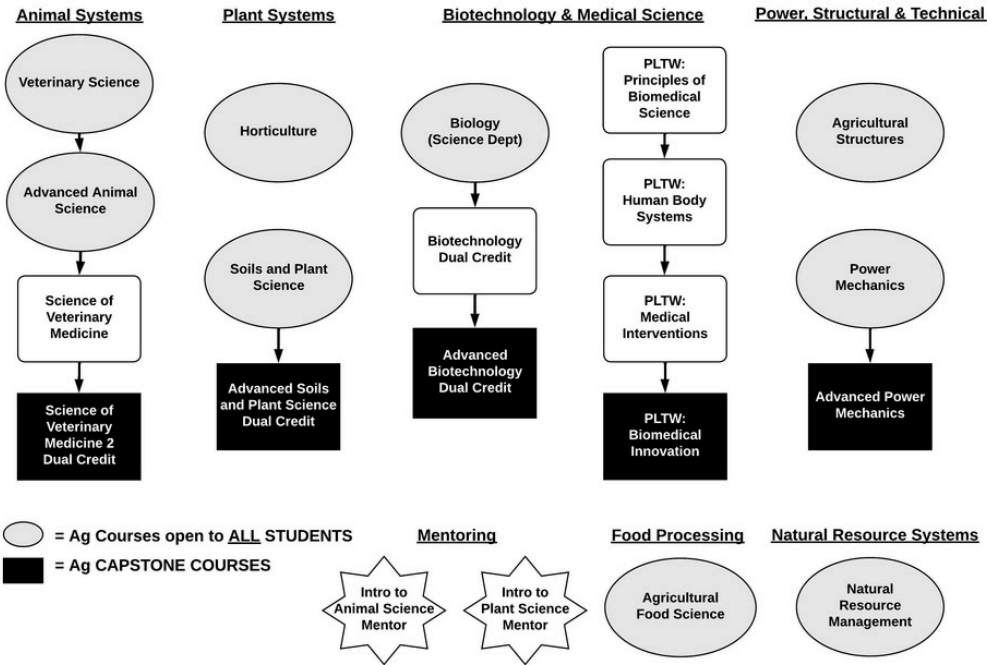 Animal Systems
Plant Systems
Biotechnology & Medical Science
Power, Structural & Technical
Veterinary Science
Advanced Animal
Science
Science of
Veterinary
Medicine
Science of
Veterinary
Medicine 2
Dual Credit
Horticulture
Soils and Plant
Science
Advanced Soils
and Plant Science
Dual Credit
Biology
(Science Dept)
Biotechnology
Dual Credit
Advanced
Biotechnology
Dual Credit
PLTW:
Principles of
Biomedical
Science
PLTW:
Human Body
Systems
PLTW:
Medical
Interventions
PLTW:
Biomedical
Innovation
Agricultural
Structures
Power
Mechanics
Advanced Power
Mechanics
= Ag Courses open to ALL STUDENTS
= Ag CAPSTONE COURSES
Mentoring
Intro to
Animal Science
Mentor
Intro to
Plant Science
Mentor
Food Processing
Agricultural
Food Science
Natural Resource Systems
Natural
Resource
Management